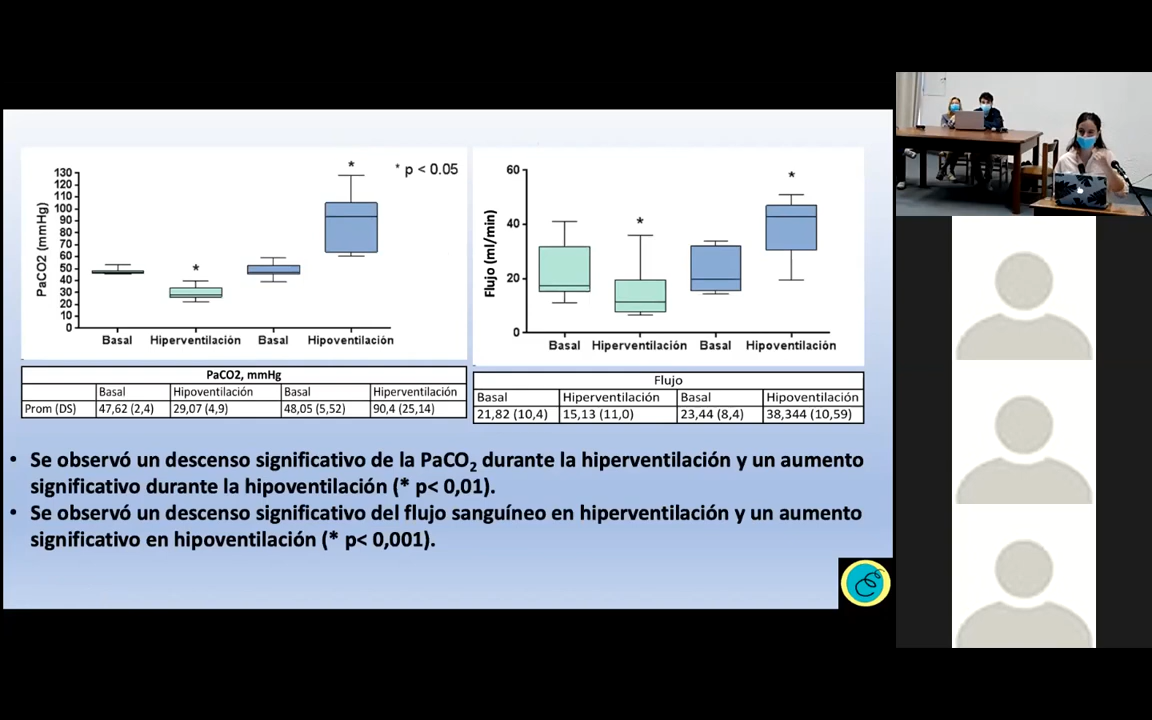 130
120
110
100
90
80
70
60
50
40
30
20
10
0
PaCO2 (mmHg)
* p < 0.05
*
*
Basal Hiperventilación Basal Hipoventilación
60
40
20
0
Flujo (ml/min)
*
*
Basal Hiperventilación Basal Hipoventilación
PaCO2, mmHg
Basal Hipoventilación Basal Hiperventilación
Prom (DS) 47,62 (2,4) 29,07 (4,9) 48,05 (5,52) 90,4 (25,14)
Flujo
Basal Hiperventilación Basal Hipoventilación
21,82 (10,4) 15,13 (11,0) 23,44 (8,4) 38,344 (10,59)
• Se observó un descenso significativo de la PaCO₂ durante la hiperventilación y un aumento
significativo durante la hipoventilación (* p< 0,01).
• Se observó un descenso significativo del flujo sanguíneo en hiperventilación y un aumento
significativo en hipoventilación (* p< 0,001).